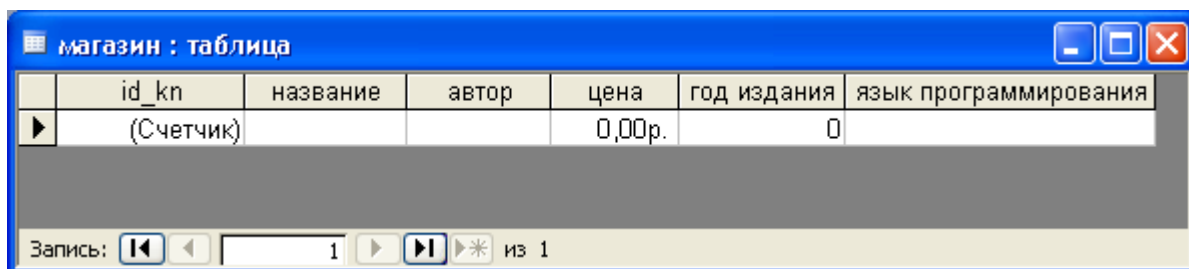 магазин : таблица
id_kn название автор цена год издания язык программирования
(Счетчик) 0,00р. 0
Запись: 1 из 1